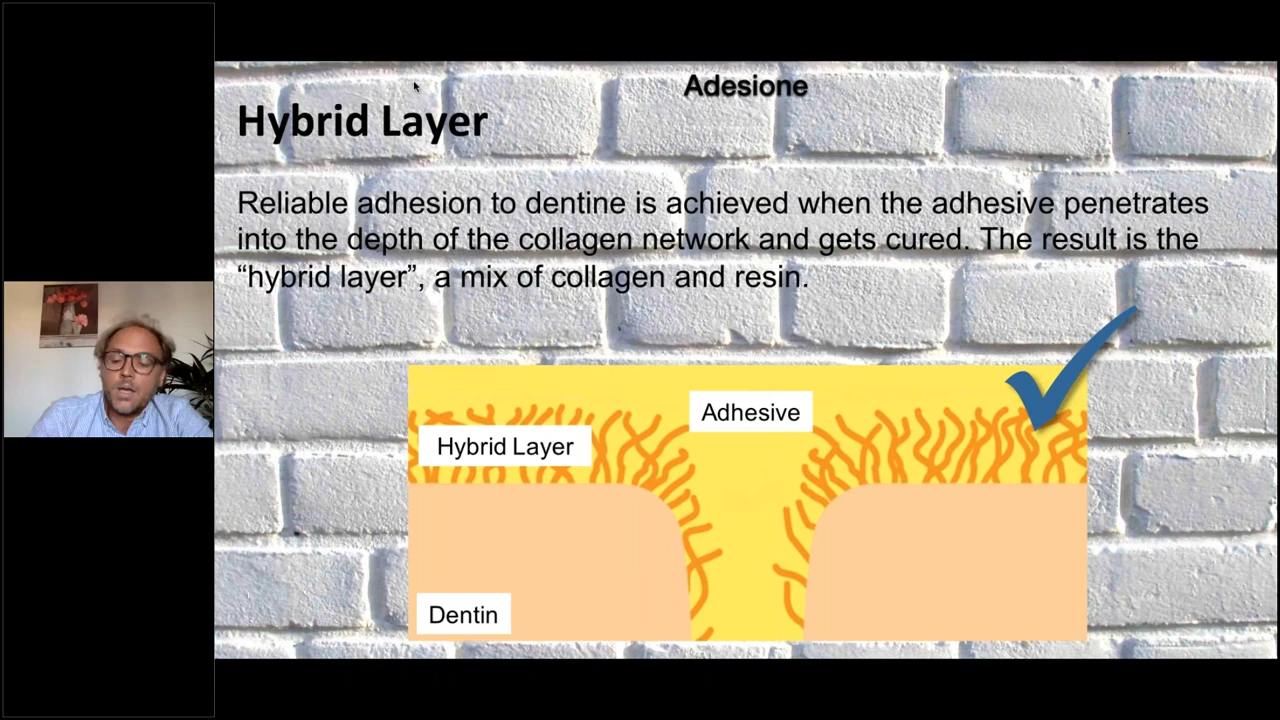 Adesione
Hybrid Layer
Reliable adhesion to dentine is achieved when the adhesive penetrates
into the depth of the collagen network and gets cured. The result is the
“hybrid layer”, a mix of collagen and resin.
Adhesive
Hybrid Layer
Dentin